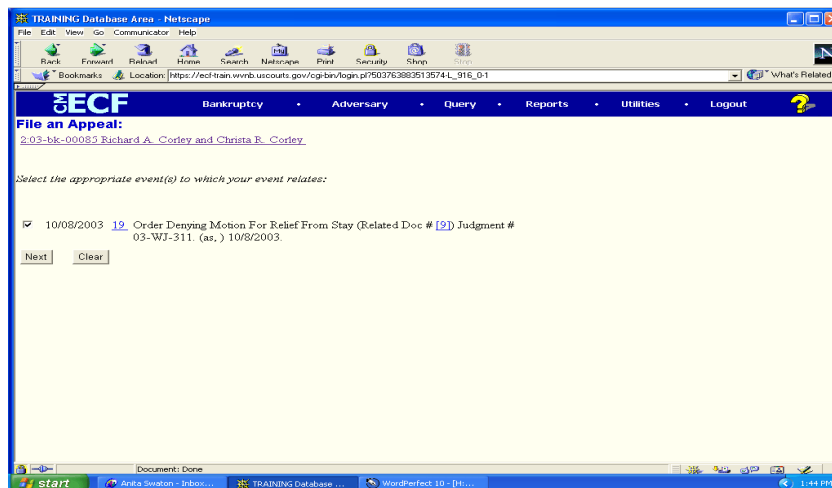 TRAINING Database Area - Netscape
File Edit View Go Communicator Help
Back Forward Reload Home Search Netscape Print Security Shop Stop
Bookmarks Location: https://ecf-train.wvnb.uscourts.gov/cgi-bin/login.pl?503763883513574-L_916_0-1 What's Related
CM ECF Bankruptcy • Adversary • Query • Reports • Utilities • Logout ?
File an Appeal:
2:03-bk-00085 Richard A. Corley and Christa R. Corley
Select the appropriate event(s) to which your event relates:
10/08/2003 19 Order Denying Motion For Relief From Stay (Related Doc # [9]) Judgment #
03-WJ-311. (as, ) 10/8/2003.
Next Clear
Document: Done
start Anita Swaton - Inbox... TRAINING Database ... WordPerfect 10 - [H:... 1:44 PM